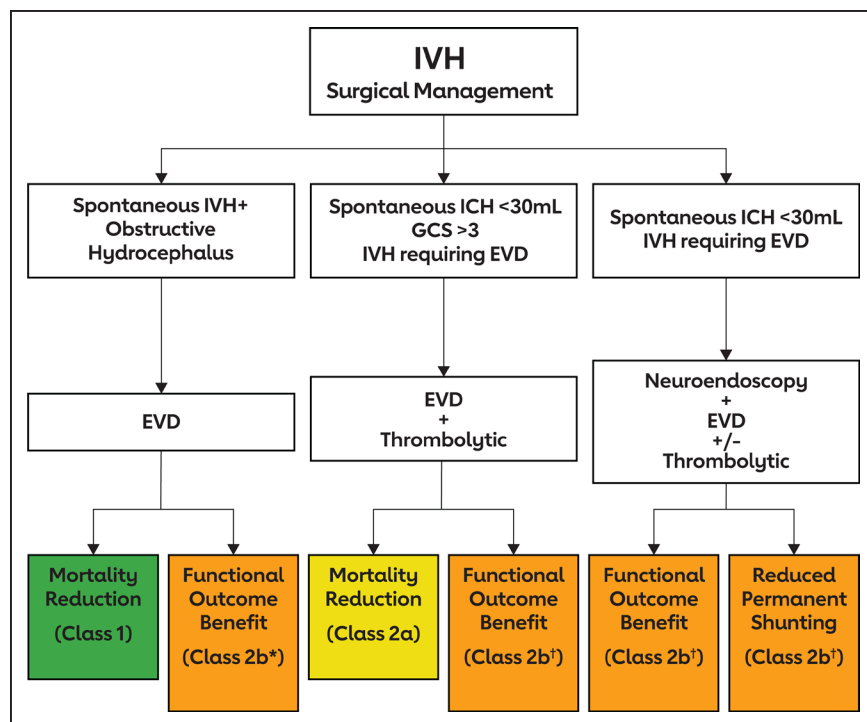 IVH
Surgical Management
Spontaneous IVH+
Obstructive
Hydrocephalus
Spontaneous ICH <30mL
GCS >3
IVH requiring EVD
Spontaneous ICH <30mL
IVH requiring EVD
EVD
EVD
+
Thrombolytic
Neuroendoscopy
+
EVD
+/-
Thrombolytic
Mortality
Reduction
(Class 1)
Functional
Outcome
Benefit
(Class 2b*)
Mortality
Reduction
(Class 2a)
Functional
Outcome
Benefit
(Class 2b†)
Functional
Outcome
Benefit
(Class 2b†)
Reduced
Permanent
Shunting
(Class 2b†)